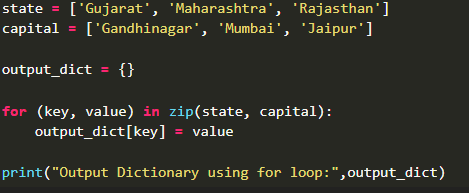 state = ['Gujarat', 'Maharashtra', 'Rajasthan']
capital = ['Gandhinagar', 'Mumbai', 'Jaipur']
output_dict = {}
for (key, value) in zip(state, capital):
    output_dict[key] = value
print("Output Dictionary using for loop:",output_dict)